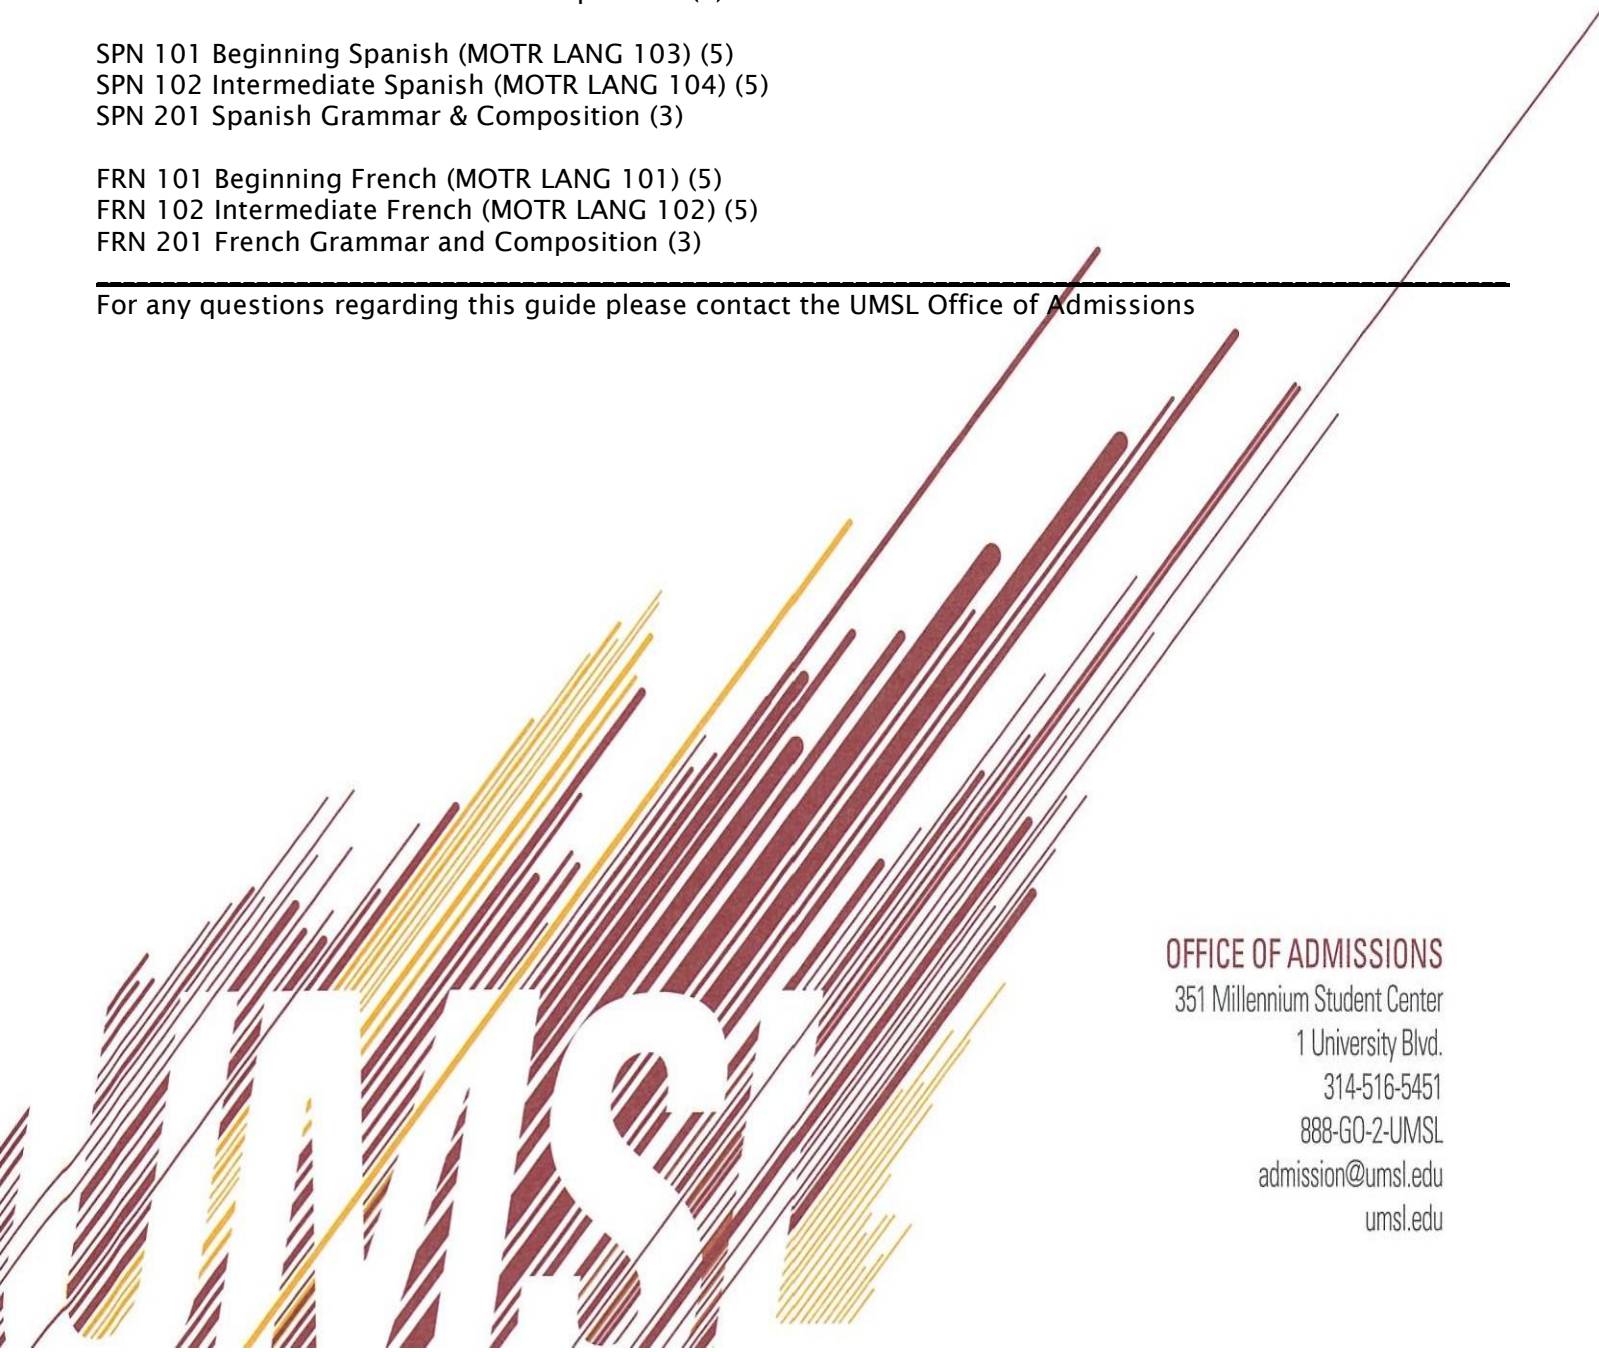 SPN 101 Beginning Spanish (MOTR LANG 103) (5)
SPN 102 Intermediate Spanish (MOTR LANG 104) (5)
SPN 201 Spanish Grammar & Composition (3)
FRN 101 Beginning French (MOTR LANG 101) (5)
FRN 102 Intermediate French (MOTR LANG 102) (5)
FRN 201 French Grammar and Composition (3)
For any questions regarding this guide please contact the UMSL Office of Admissions
OFFICE OF ADMISSIONS
351 Millennium Student Center
1 University Blvd.
314-516-5451
888-GO-2-UMSL
admission@umsl.edu
umsl.edu
UMSL